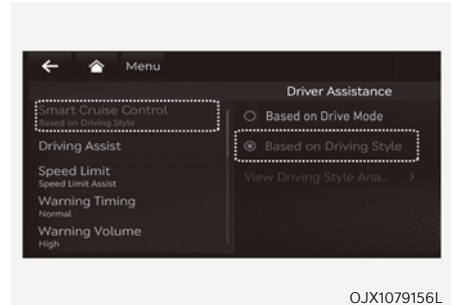 Menu
Driver Assistance
Smart Cruise Control
Based on Driving Style
Driving Assist
Speed Limit
Speed Limit Assist
Warning Timing
Normal
Warning Volume
High
Based on Drive Mode
Based on Driving Style
View Driving Style Ana...
OJX1079156L